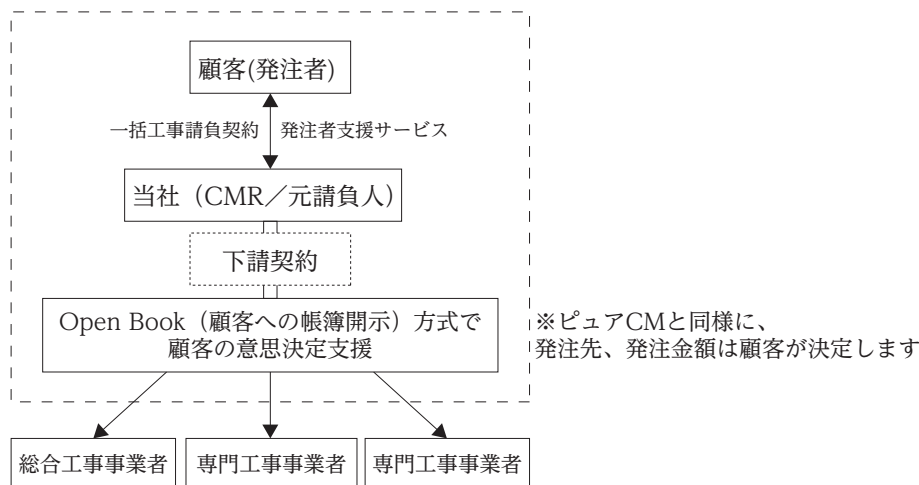 顧客(発注者)
一括工事請負契約 発注者支援サービス
当社（CMR／元請負人）
下請契約
Open Book（顧客への帳簿開示）方式で
顧客の意思決定支援
※ピュアCMと同様に、
発注先、発注金額は顧客が決定します
総合工事事業者 専門工事事業者 専門工事事業者